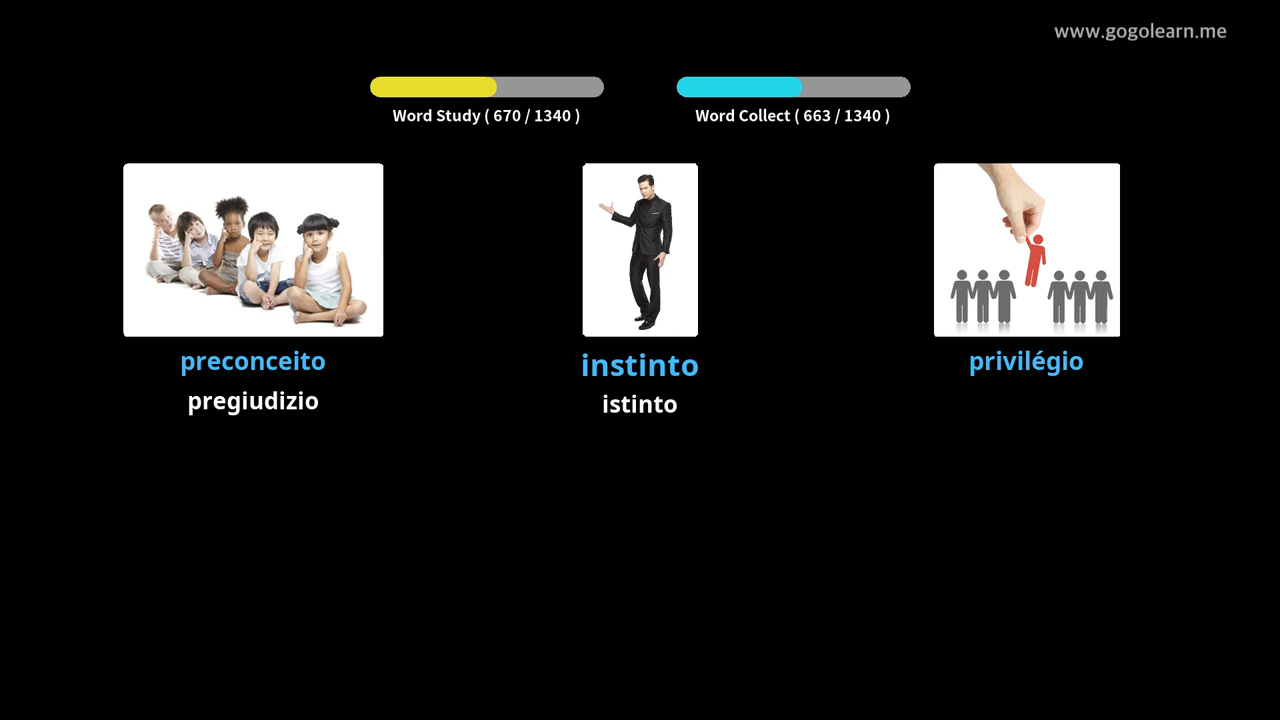 www.gogolearn.me
Word Study ( 670 / 1340 )
Word Collect ( 663 / 1340 )
preconceito
instinto
privilégio
pregiudizio
istinto